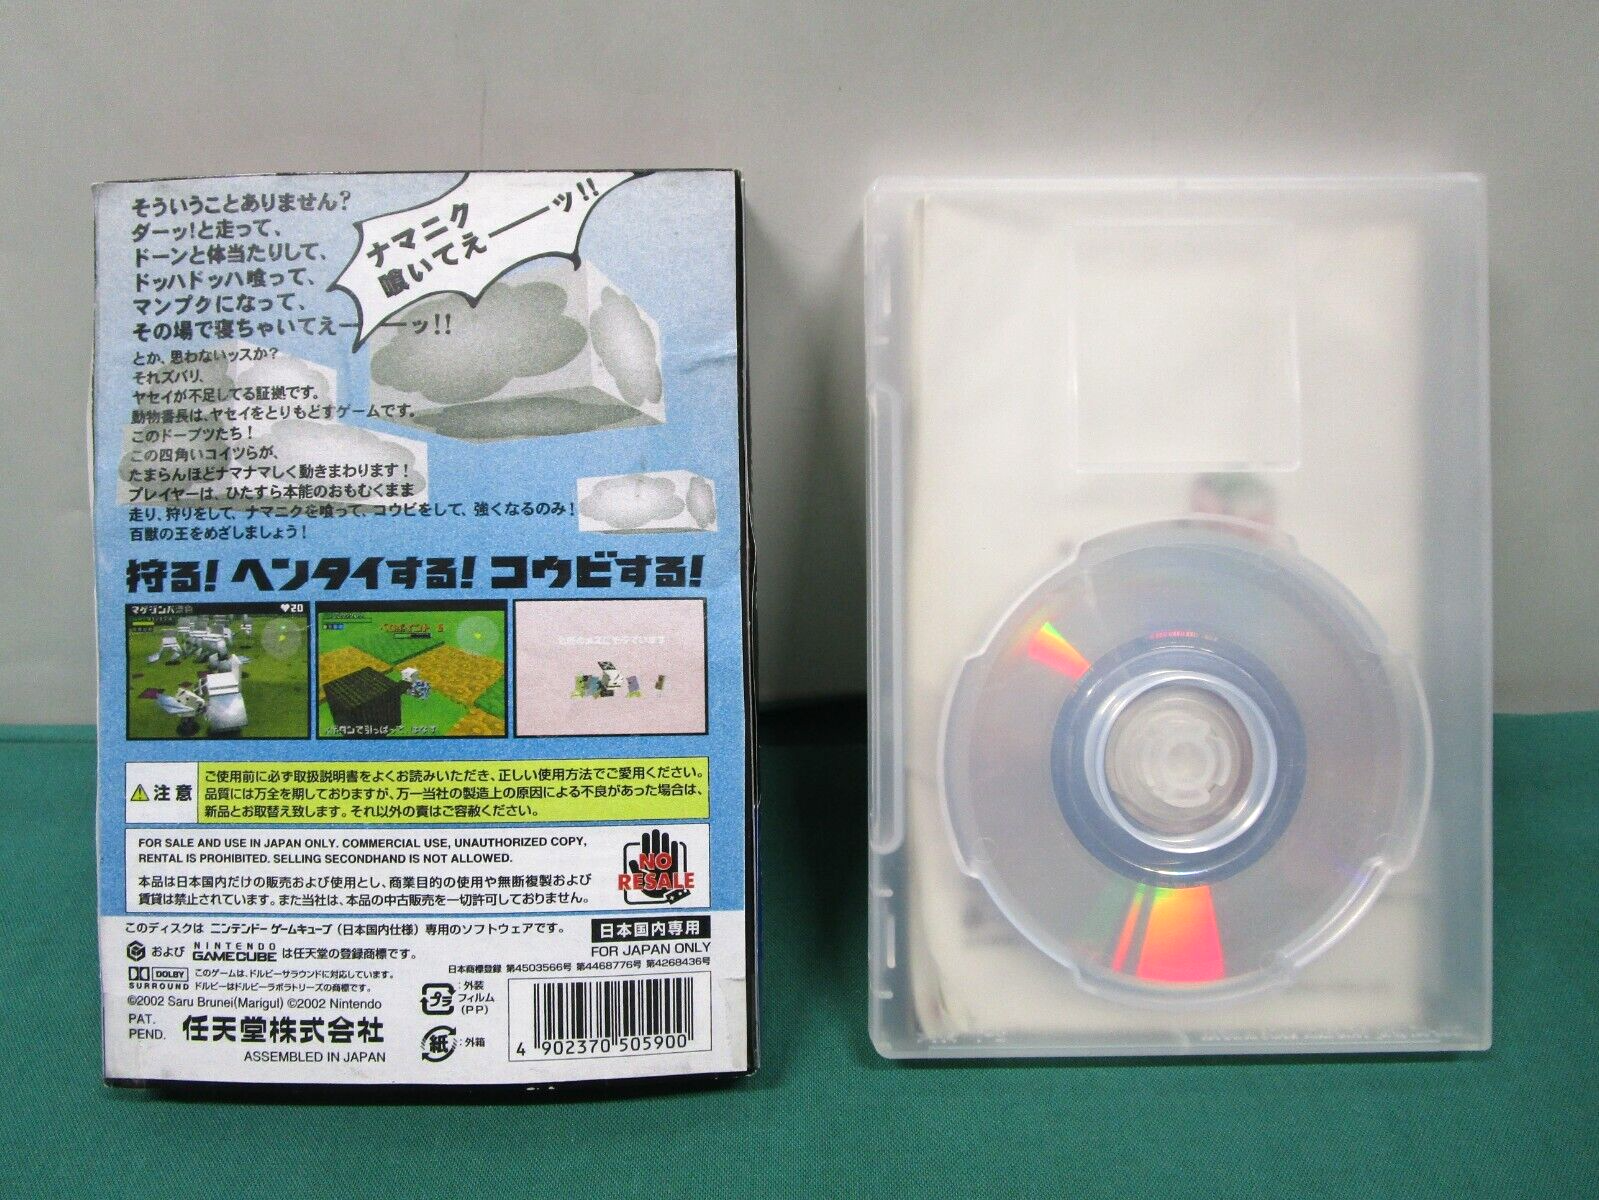 そういうことありません?
ダーッ!と走って、
ドーンと体当たりして、
ドッハドッハ喰って、
マンプクになって、
その場で寝ちゃいてえーーーッ!!
ナマニク
喰いてえーーーッ!!
とか、思わないッスか?
それズバリ、
ヤセイが不足してる証拠です。
動物番長は、ヤセイをとりもどすゲームです。
このドーブツたち!
この四角いコイツらが、
たまらんほどナマナマしく動きまわります!
プレイヤーは、ひたすら本能のおもむくまま
走り、狩りをして、ナマニクを喰って、コウビをして、強くなるのみ!
百獣の王をめざしましょう!
狩る! ヘンタイする! コウビする!
♥20
注意
ご使用前に必ず取扱説明書をよくお読みいただき、正しい使用方法でご愛用ください。
品質には万全を期しておりますが、万一当社の製造上の原因による不良があった場合は、
新品とお取替え致します。それ以外の責はご容赦ください。
FOR SALE AND USE IN JAPAN ONLY. COMMERCIAL USE, UNAUTHORIZED COPY,
RENTAL IS PROHIBITED. SELLING SECONDHAND IS NOT ALLOWED.
本品は日本国内だけの販売および使用とし、商業目的の使用や無断複製および
賃貸は禁止されています。また当社は、本品の中古販売を一切許可しておりません。
NO
RESALE
このディスクは ニンテンドーゲームキューブ(日本国内仕様)専用のソフトウェアです。
日本国内専用
FOR JAPAN ONLY
および NINTENDO GAMECUBE は任天堂の登録商標です。
日本商標登録 第4503566号 第4468776号 第4268436号
DOLBY
SURROUND
このゲームは、ドルビーサラウンドに対応しています。
ドルビーはドルビーラボラトリーズの商標です。
©2002 Saru Brunei(Marigul) ©2002 Nintendo
PAT.
PEND.
任天堂株式会社
ASSEMBLED IN JAPAN
プラ
:外装
フィルム
(PP)
紙
:外箱
4 902370 505900